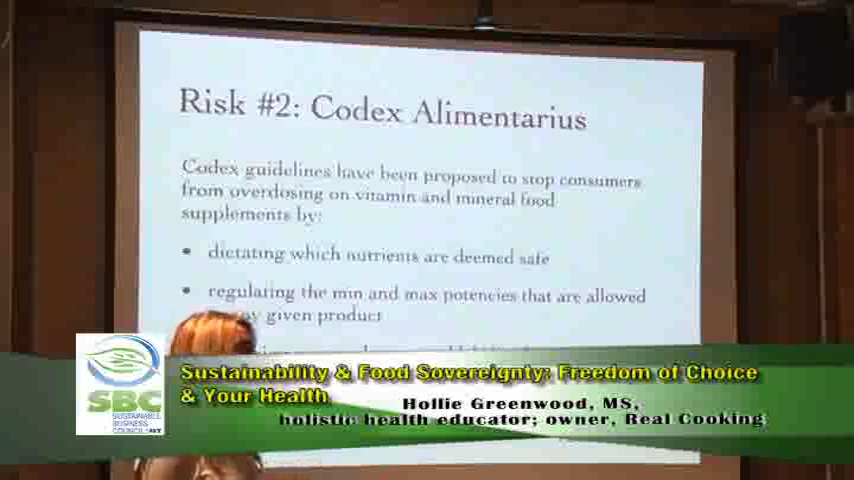 Risk #2: Codex Alimentarius
Codex guidelines have been proposed to stop consumers
from overdosing on vitamin and mineral food
supplements by:
• dictating which nutrients are deemed safe
• regulating the min and max potencies that are allowed
given product
Sustainability & Food Sovereignty: Freedom of Choice
& Your Health
Hollie Greenwood, MS,
holistic health educator; owner, Real Cooking
SBC
SUSTAINABLE
BUSINESS
COUNCIL.NET